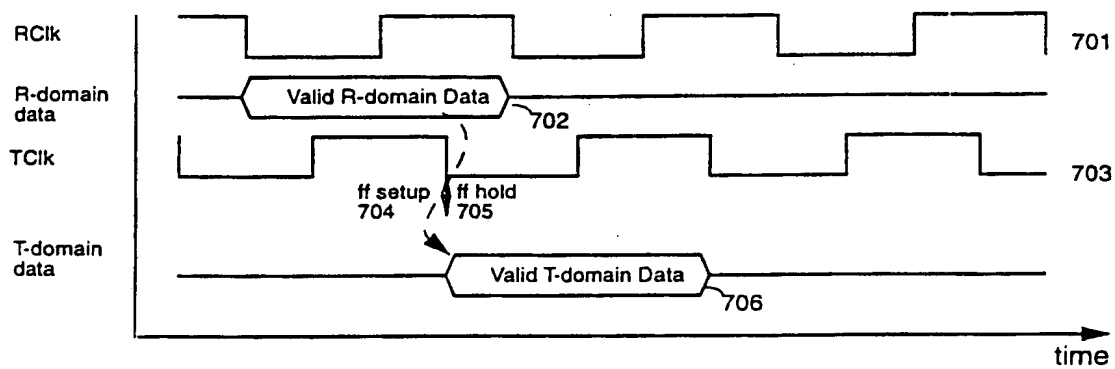 RClk
701
R-domain
data
Valid R-domain Data
702
TClk
703
ff setup
704
ff hold
705
T-domain
data
Valid T-domain Data
706
time